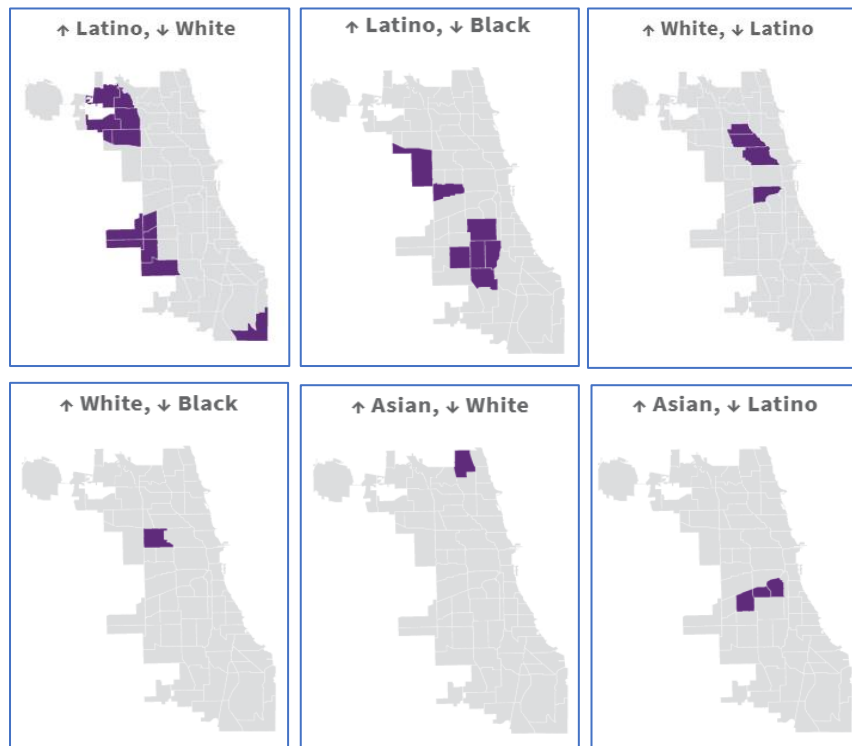 ↑ Latino, ↓ White
↑ Latino, ↓ Black
↑ White, ↓ Latino
↑ White, ↓ Black
↑ Asian, ↓ White
↑ Asian, ↓ Latino